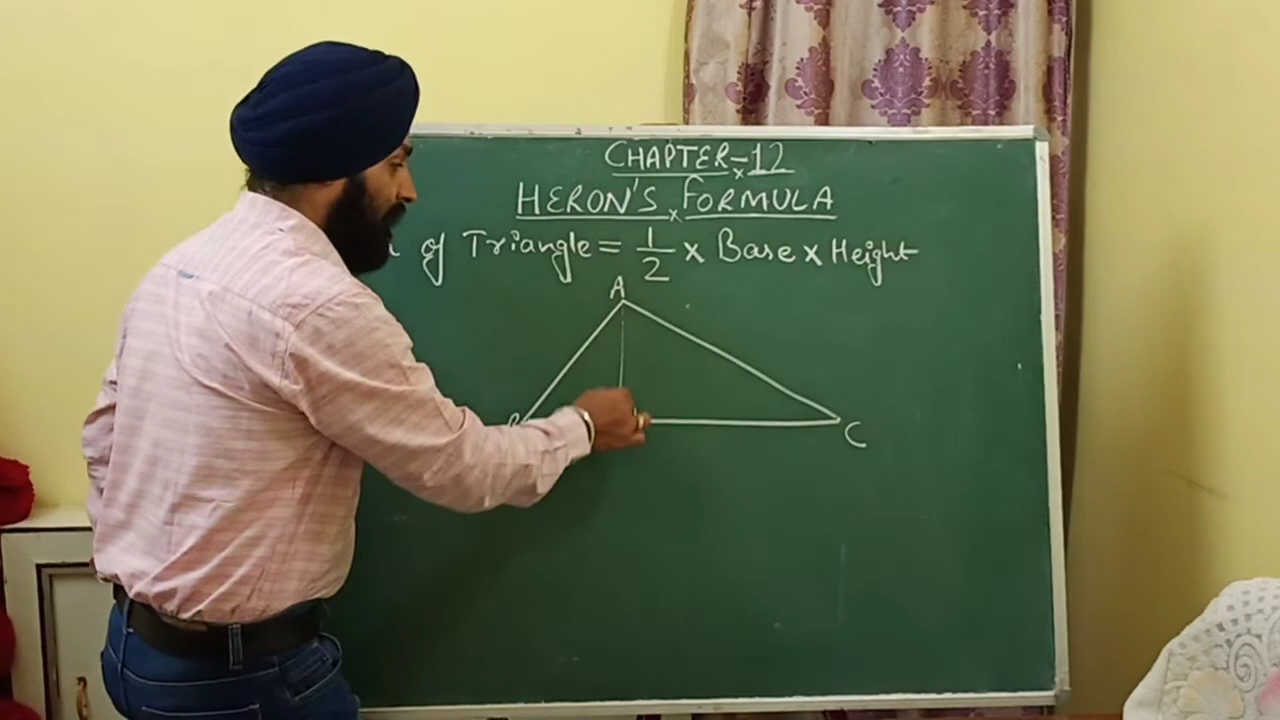 CHAPTER-12
HERON'S FORMULA
of Triangle = 1/2 × Base × Height
A
C